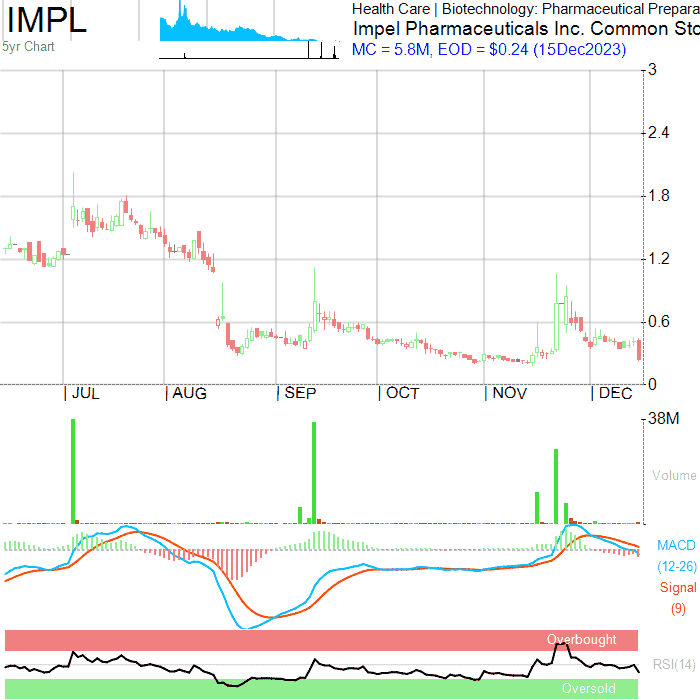 IMPL
5yr Chart
Health Care | Biotechnology: Pharmaceutical Prepara
Impel Pharmaceuticals Inc. Common Sto
MC = 5.8M, EOD = $0.24 (15Dec2023)
3
2.4
1.8
1.2
0.6
0
JUL AUG SEP OCT NOV DEC
38M
Volume
MACD
(12-26)
Signal
(9)
Overbought
RSI(14)
Oversold